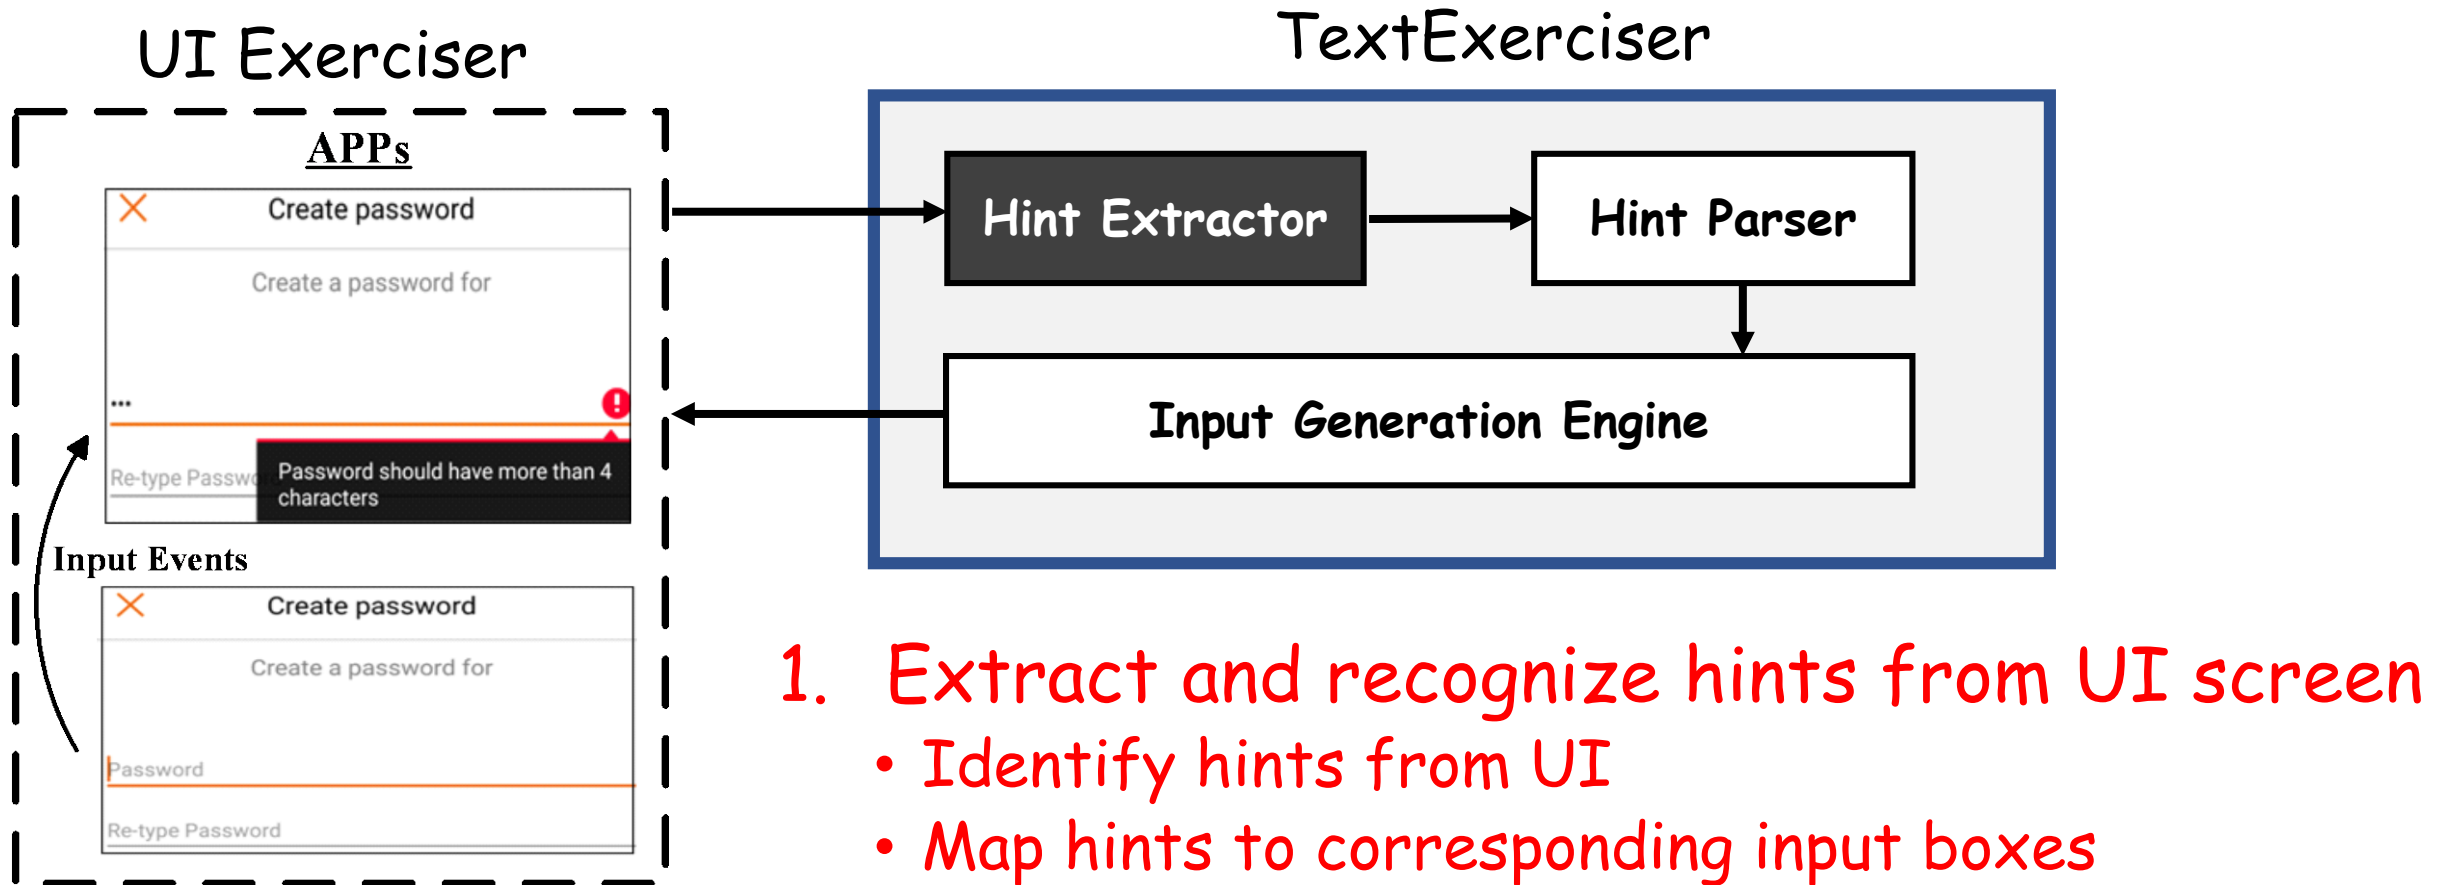 UI Exerciser
TextExerciser
APPs
Create password
Create a password for
•••
Re-type Passwo
Password should have more than 4
characters
Input Events
Create password
Create a password for
Password
Re-type Password
Hint Extractor
Hint Parser
Input Generation Engine
1. Extract and recognize hints from UI screen
• Identify hints from UI
• Map hints to corresponding input boxes